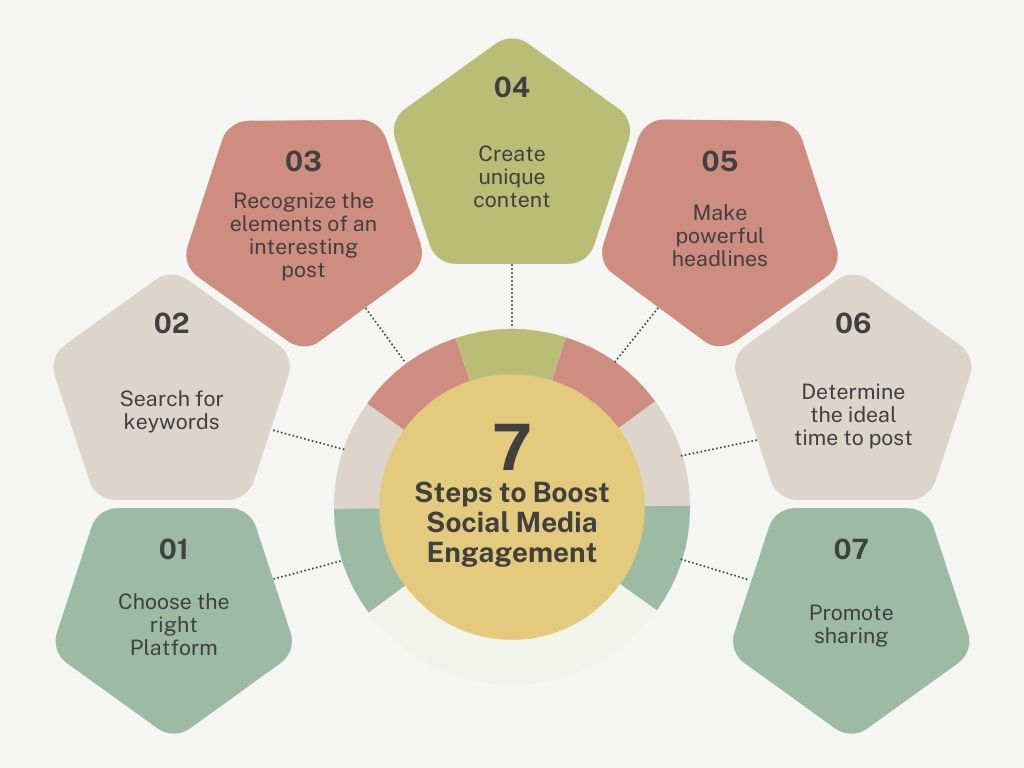 7
Steps to Boost
Social Media
Engagement
01
Choose the
right
Platform
02
Search for
keywords
03
Recognize the
elements of an
interesting
post
04
Create
unique
content
05
Make
powerful
headlines
06
Determine
the ideal
time to post
07
Promote
sharing